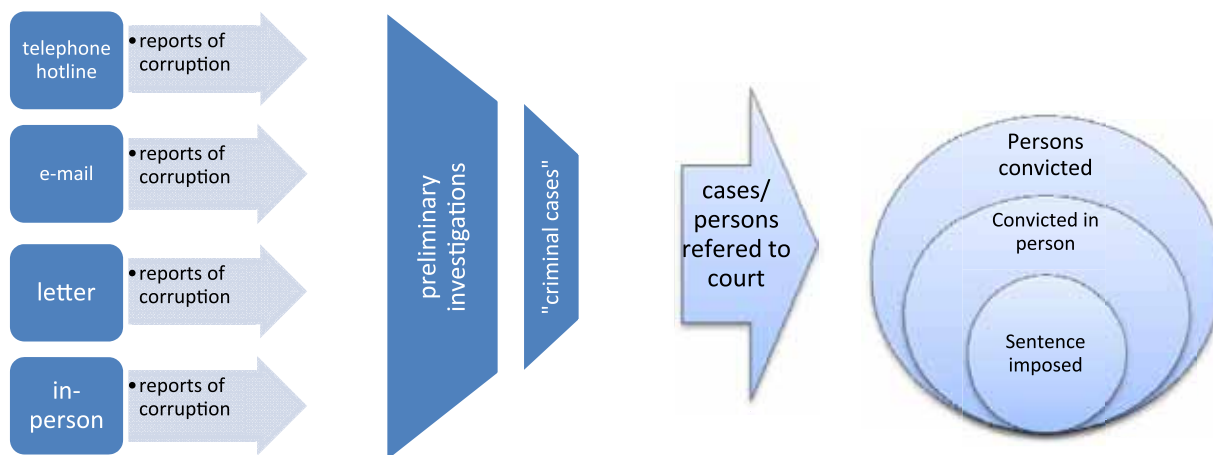 telephone
hotline
• reports of
corruption
e-mail
• reports of
corruption
letter
• reports of
corruption
in-
person
• reports of
corruption
preliminary
investigations
"criminal cases"
cases/
persons
refered to
court
Persons
convicted
Convicted in
person
Sentence
imposed